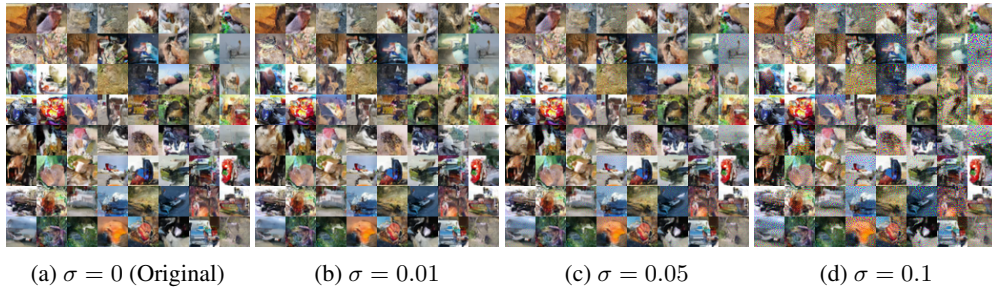 (a) σ = 0 (Original)
(b) σ = 0.01
(c) σ = 0.05
(d) σ = 0.1